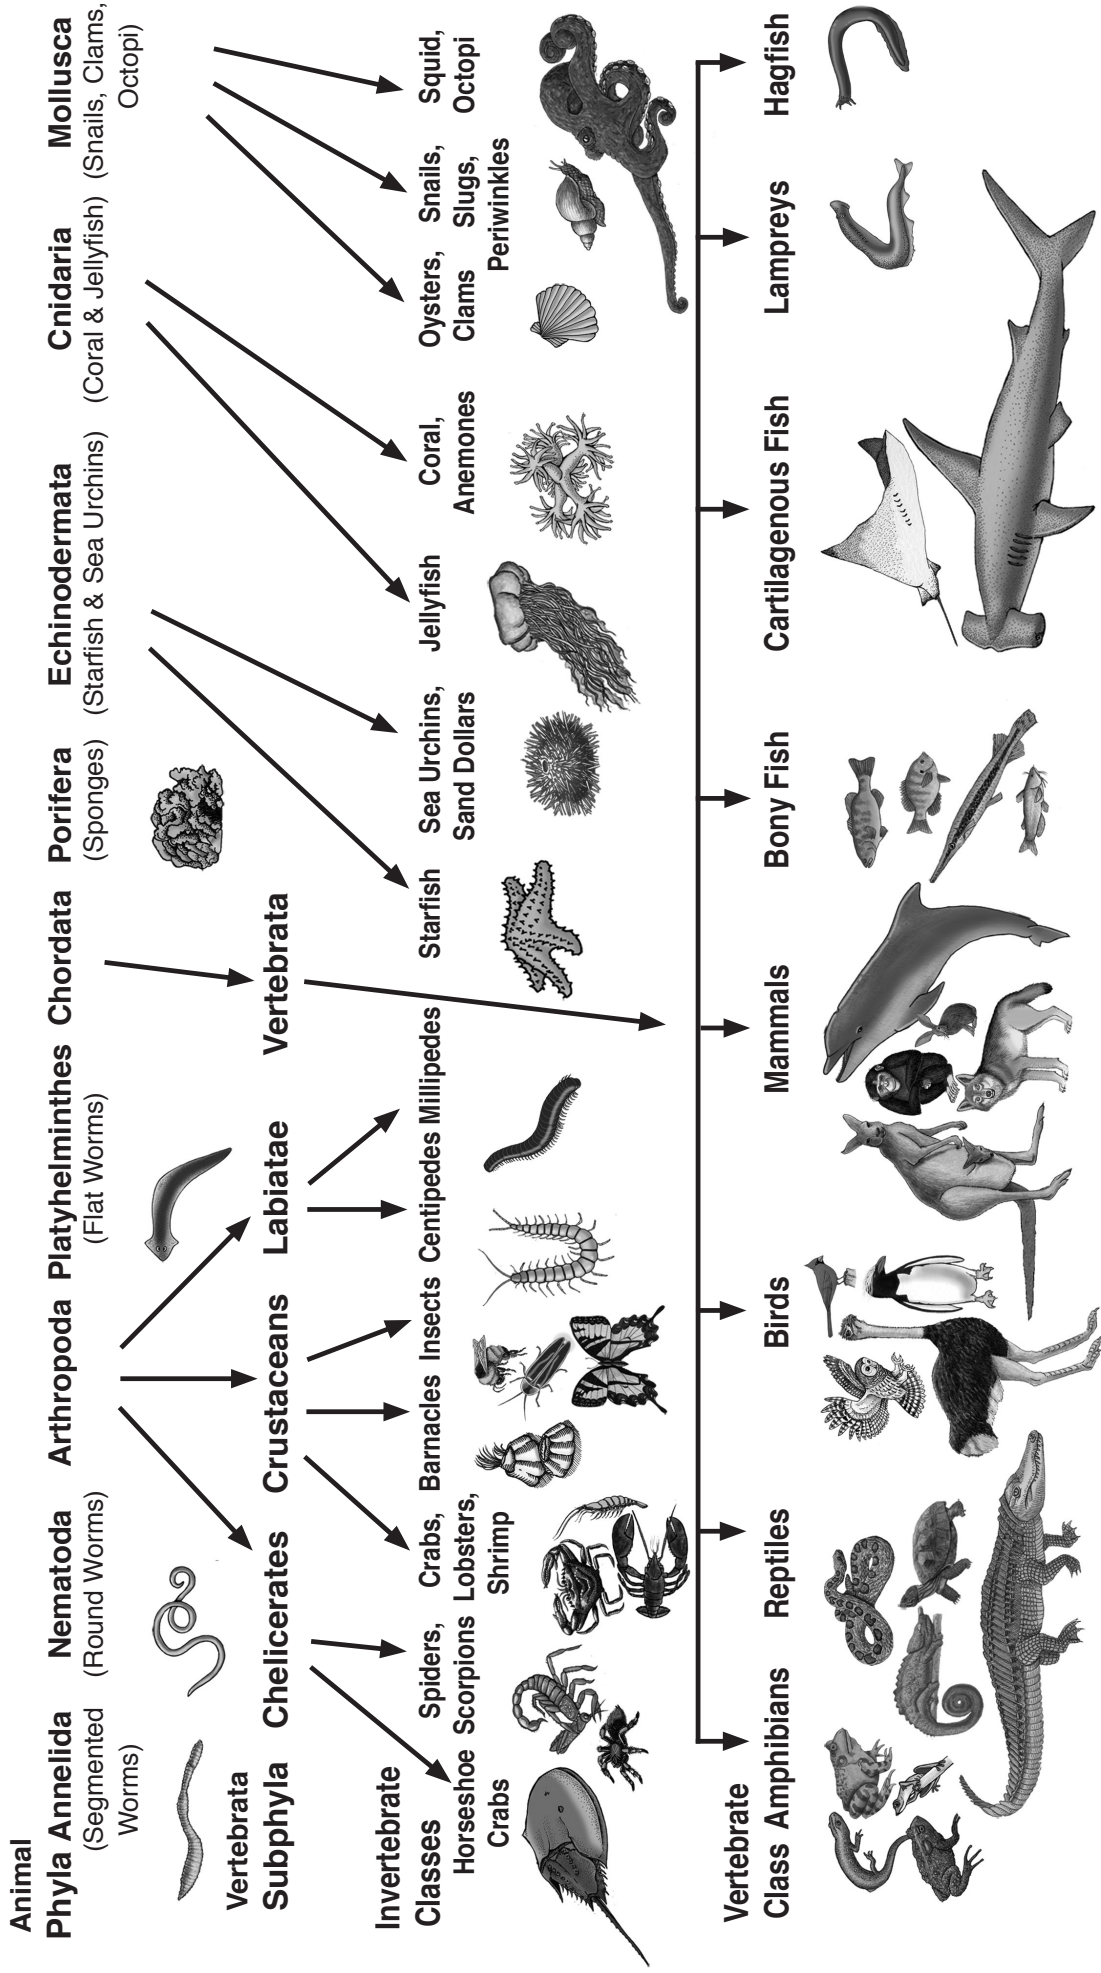 Animal
Phyla Annelida Nematoda Arthropoda Platyhelminthes Chordata Porifera Echinodermata Cnidaria Mollusca
(Segmented (Round Worms) (Flat Worms) (Sponges) (Starfish & Sea Urchins) (Coral & Jellyfish) (Snails, Clams,
Worms) Octopi)
Vertebrata
Subphyla Chelicerates Crustaceans Labiatae Vertebrata
Invertebrate
Classes Spiders, Crabs, Barnacles Insects Centipedes Millipedes Starfish Sea Urchins, Jellyfish Coral, Oysters, Snails, Squid,
Horseshoe Scorpions Lobsters, Sand Dollars Anemones Clams Slugs, Octopi
Crabs Shrimp Periwinkles
Vertebrate
Class Amphibians Reptiles Birds Mammals Bony Fish Cartilagenous Fish Lampreys Hagfish